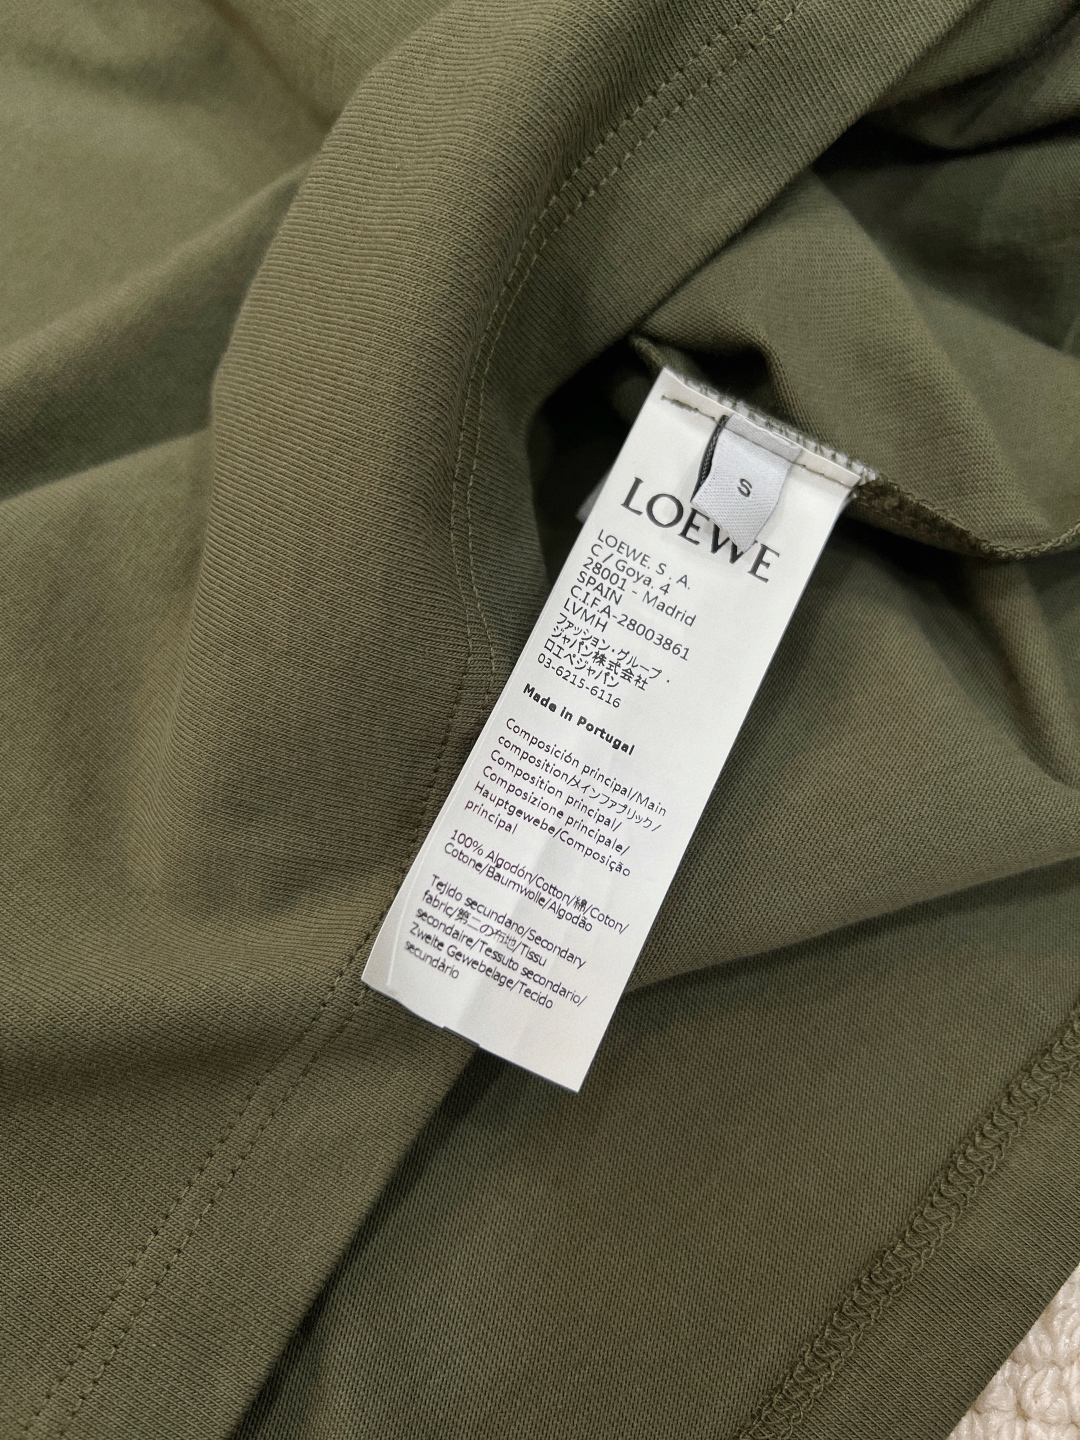 S
LOEWE
LOEWE. S . A.
C / Goya. 4
28001 - Madrid
SPAIN
C.I.F.A-28003861
LVMH
ファッション・グループ・
ジャパン株式会社
ロエベジャパン
03-6215-6116
Made in Portugal
Composición principal/Main
composition/メインファブリック/
Composition principal/
Composizione principale/
Hauptgewebe/Composição
principal
100% Algodón/Cotton/綿/Coton/
Cotone/Baumwolle/Algodão
Tejido secundano/Secondary
fabric/第二の布地/Tissu
secondaire/Tessuto secondario/
Zweite Gewebelage/Tecido
secundàrio